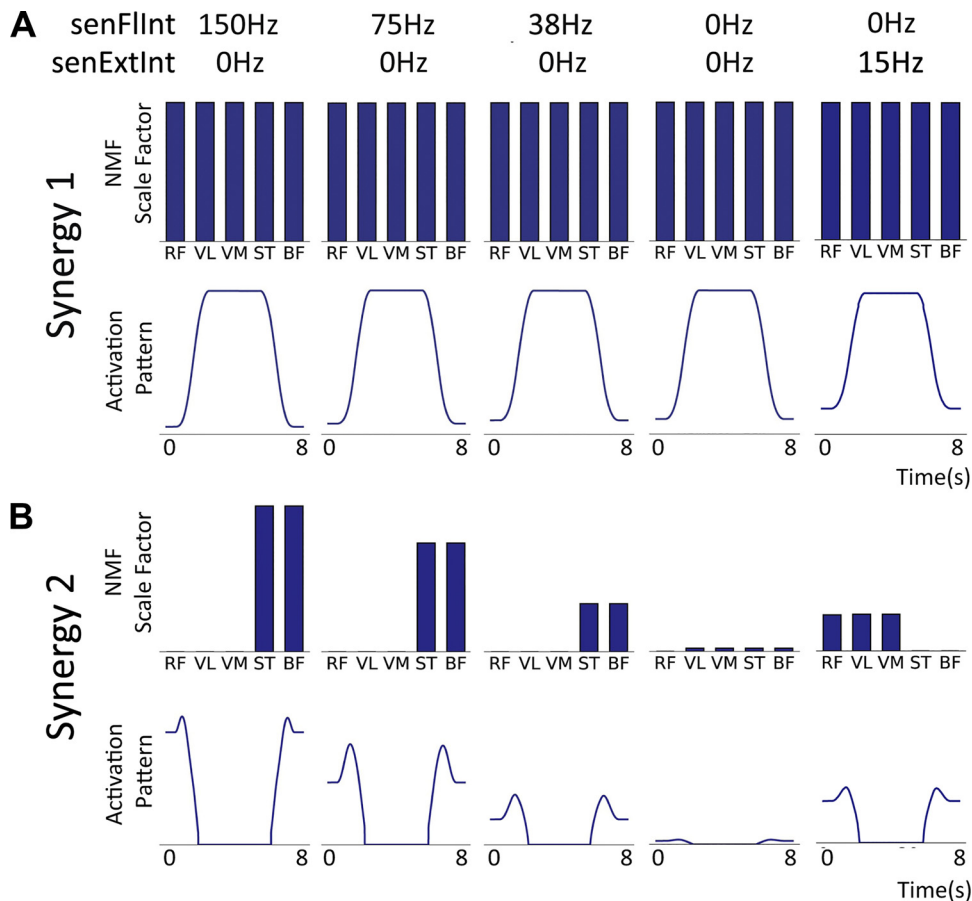 A
senFlInt 150Hz 75Hz 38Hz 0Hz 0Hz
senExtInt 0Hz 0Hz 0Hz 0Hz 15Hz
Synergy 1
NMF
Scale Factor
RF VL VM ST BF RF VL VM ST BF RF VL VM ST BF RF VL VM ST BF RF VL VM ST BF
Activation
Pattern
0 8 0 8 0 8 0 8 0 8
Time(s)
B
Synergy 2
NMF
Scale Factor
RF VL VM ST BF RF VL VM ST BF RF VL VM ST BF RF VL VM ST BF RF VL VM ST BF
Activation
Pattern
0 8 0 8 0 8 0 8 0 8
Time(s)